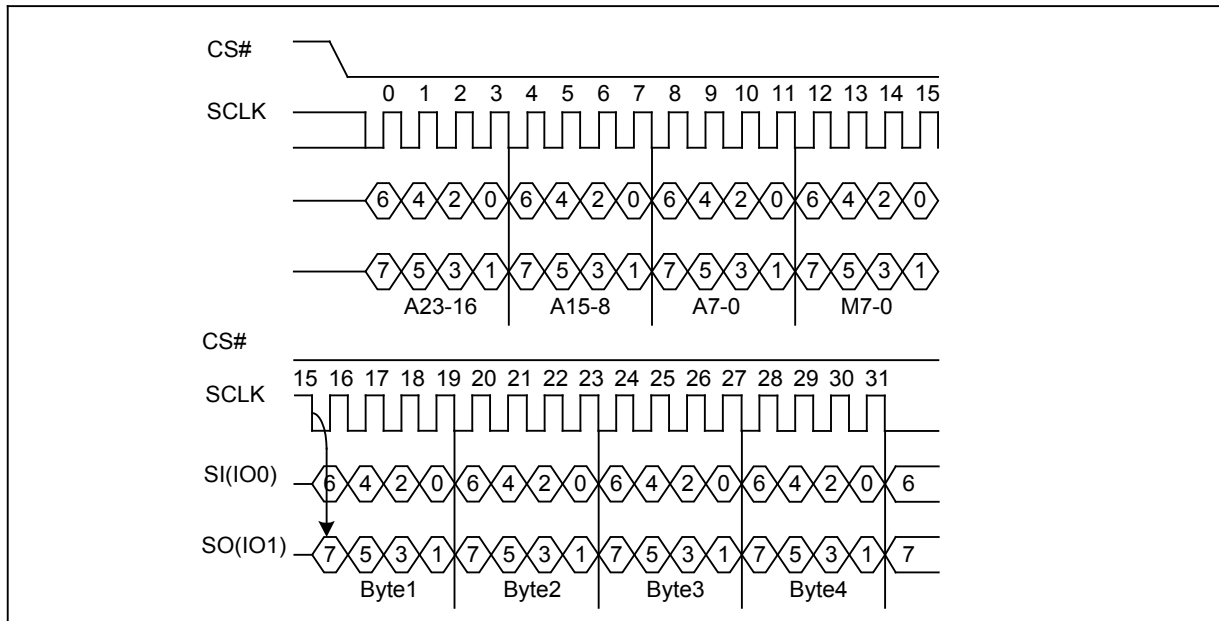 CS#
0 1 2 3 4 5 6 7 8 9 10 11 12 13 14 15
SCLK
6 4 2 0 6 4 2 0 6 4 2 0 6 4 2 0
7 5 3 1 7 5 3 1 7 5 3 1 7 5 3 1
A23-16 A15-8 A7-0 M7-0
CS#
15 16 17 18 19 20 21 22 23 24 25 26 27 28 29 30 31
SCLK
SI(IO0) 6 4 2 0 6 4 2 0 6 4 2 0 6 4 2 0 6
SO(IO1) 7 5 3 1 7 5 3 1 7 5 3 1 7 5 3 1 7
Byte1 Byte2 Byte3 Byte4